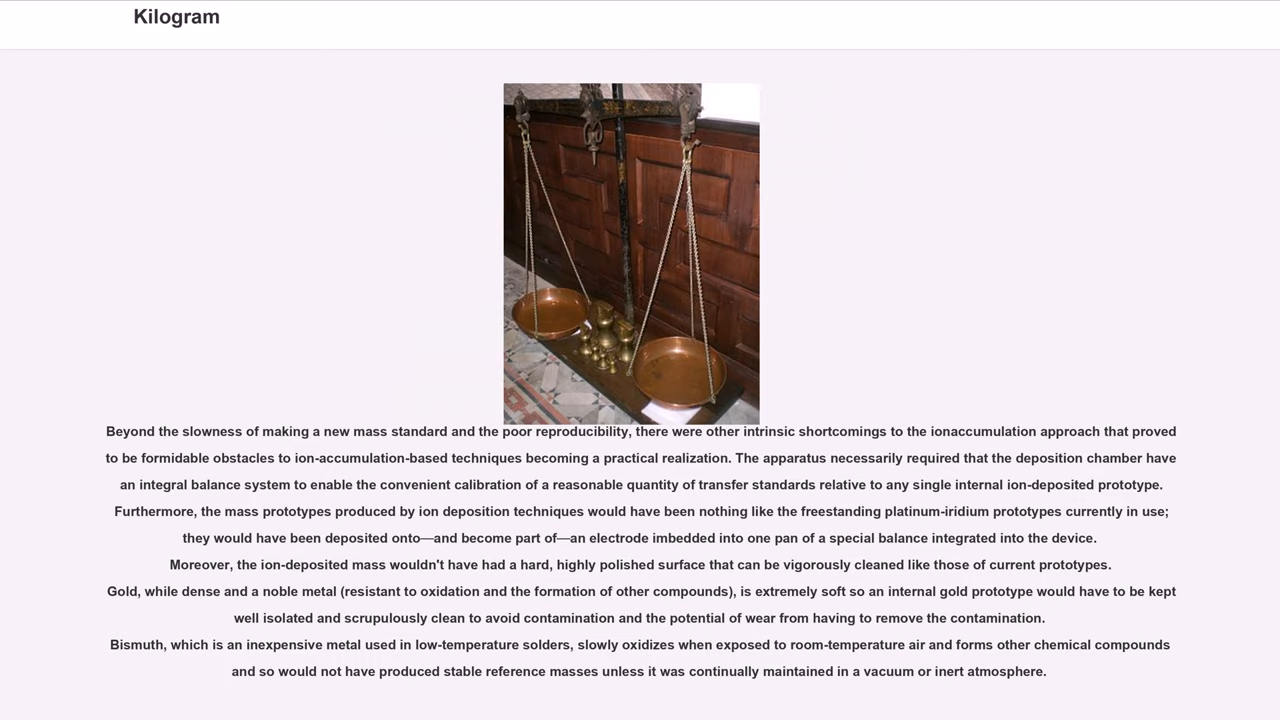 Kilogram
Beyond the slowness of making a new mass standard and the poor reproducibility, there were other intrinsic shortcomings to the ionaccumulation approach that proved
to be formidable obstacles to ion-accumulation-based techniques becoming a practical realization. The apparatus necessarily required that the deposition chamber have
an integral balance system to enable the convenient calibration of a reasonable quantity of transfer standards relative to any single internal ion-deposited prototype.
Furthermore, the mass prototypes produced by ion deposition techniques would have been nothing like the freestanding platinum-iridium prototypes currently in use;
they would have been deposited onto—and become part of—an electrode imbedded into one pan of a special balance integrated into the device.
Moreover, the ion-deposited mass wouldn't have had a hard, highly polished surface that can be vigorously cleaned like those of current prototypes.
Gold, while dense and a noble metal (resistant to oxidation and the formation of other compounds), is extremely soft so an internal gold prototype would have to be kept
well isolated and scrupulously clean to avoid contamination and the potential of wear from having to remove the contamination.
Bismuth, which is an inexpensive metal used in low-temperature solders, slowly oxidizes when exposed to room-temperature air and forms other chemical compounds
and so would not have produced stable reference masses unless it was continually maintained in a vacuum or inert atmosphere.